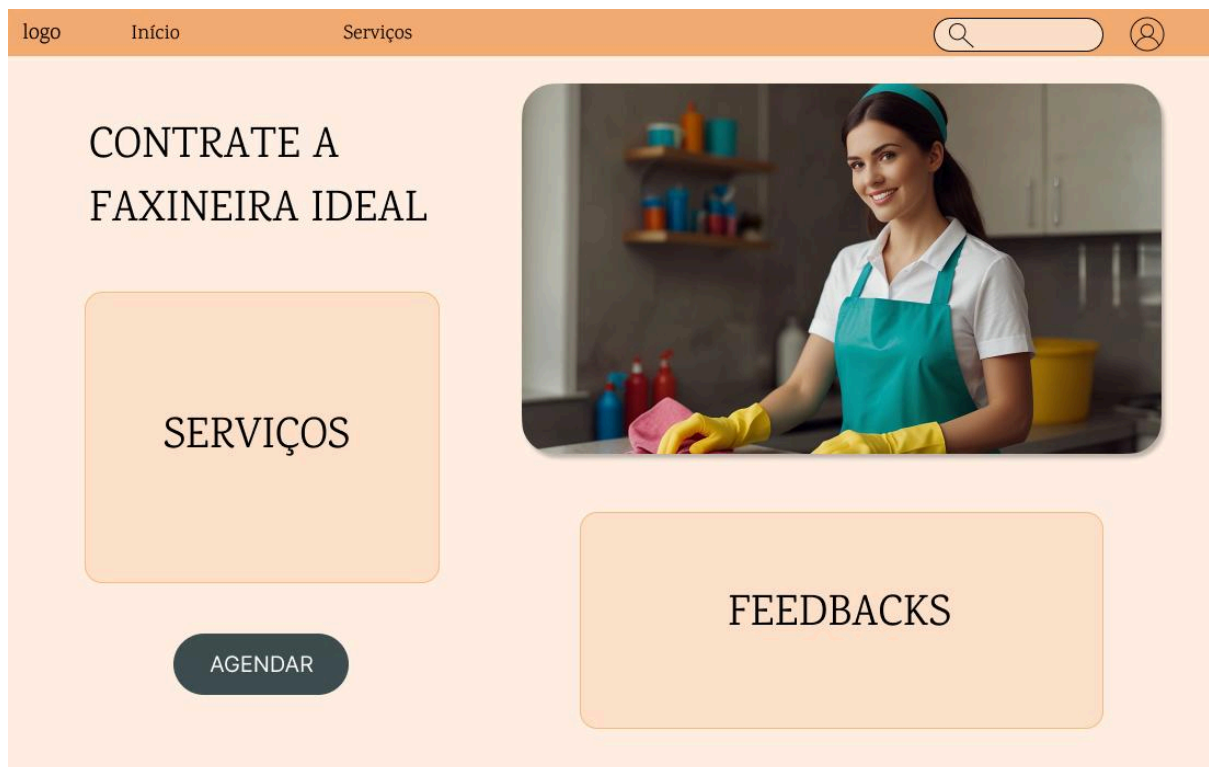 logo
Início
Serviços
CONTRATE A
FAXINEIRA IDEAL
SERVIÇOS
FEEDBACKS
AGENDAR